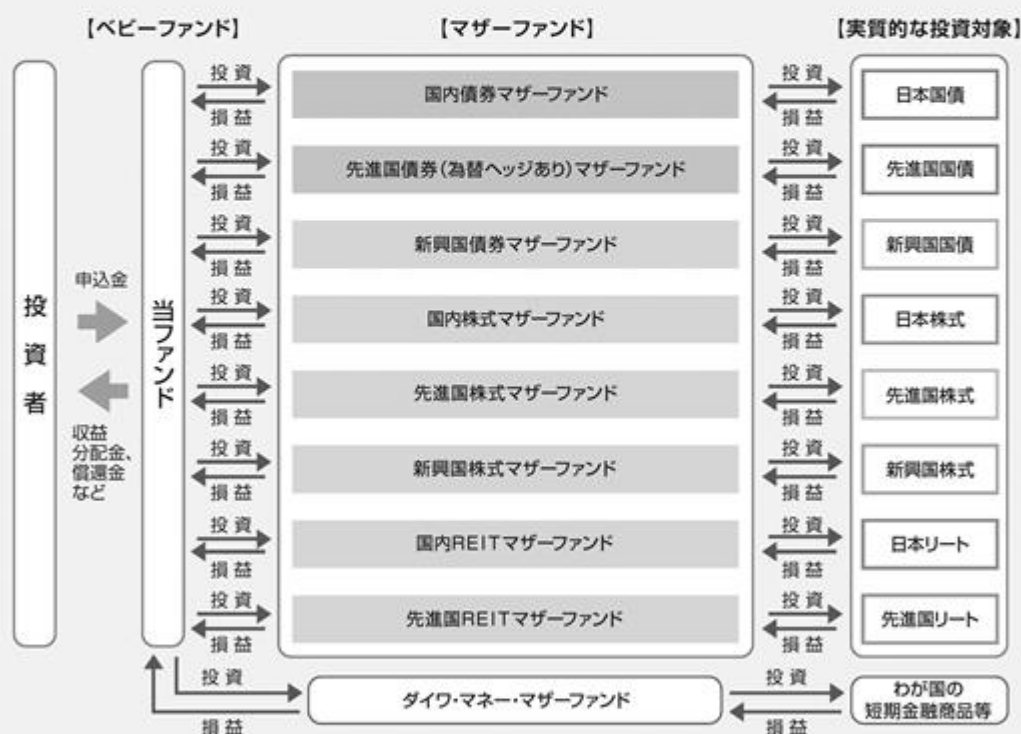 【ベビーファンド】
【マザーファンド】
【実質的な投資対象】
投資者
申込金
収益
分配金、
償還金
など
当ファンド
投資
損益
国内債券マザーファンド
投資
損益
日本国債
投資
損益
先進国債券(為替ヘッジあり)マザーファンド
投資
損益
先進国国債
投資
損益
新興国債券マザーファンド
投資
損益
新興国国債
投資
損益
国内株式マザーファンド
投資
損益
日本株式
投資
損益
先進国株式マザーファンド
投資
損益
先進国株式
投資
損益
新興国株式マザーファンド
投資
損益
新興国株式
投資
損益
国内REITマザーファンド
投資
損益
日本リート
投資
損益
先進国REITマザーファンド
投資
損益
先進国リート
投資
損益
ダイワ・マネー・マザーファンド
投資
損益
わが国の
短期金融商品等